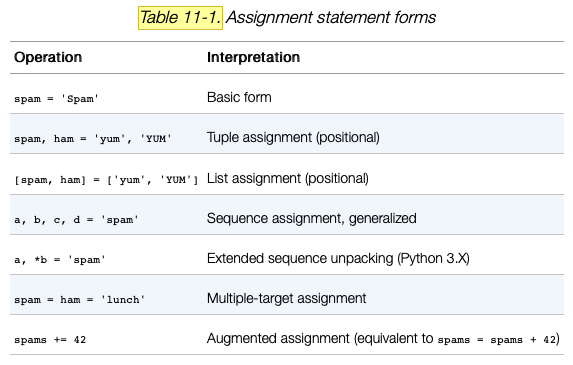 Table 11-1. Assignment statement forms
Operation Interpretation
spam = 'Spam' Basic form
spam, ham = 'yum', 'YUM' Tuple assignment (positional)
[spam, ham] = ['yum', 'YUM'] List assignment (positional)
a, b, c, d = 'spam' Sequence assignment, generalized
a, *b = 'spam' Extended sequence unpacking (Python 3.X)
spam = ham = 'lunch' Multiple-target assignment
spams += 42 Augmented assignment (equivalent to spams = spams + 42)